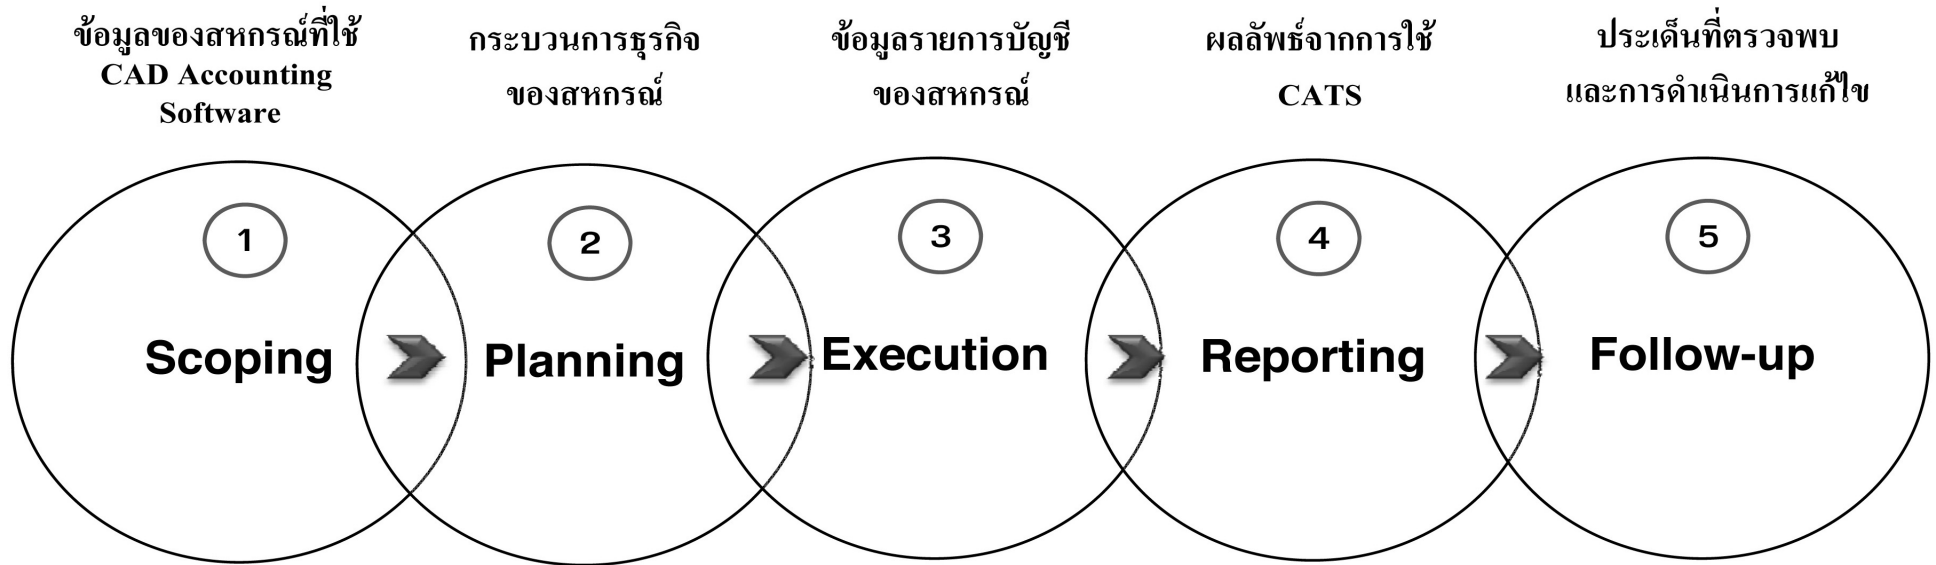 ข้อมูลของสหกรณ์ที่ใช้
CAD Accounting
Software
กระบวนการธุรกิจ
ของสหกรณ์
ข้อมูลรายการบัญชี
ของสหกรณ์
ผลลัพธ์จากการใช้
CATS
ประเด็นที่ตรวจพบ
และการดำเนินการแก้ไข
1
Scoping
2
Planning
3
Execution
4
Reporting
5
Follow-up